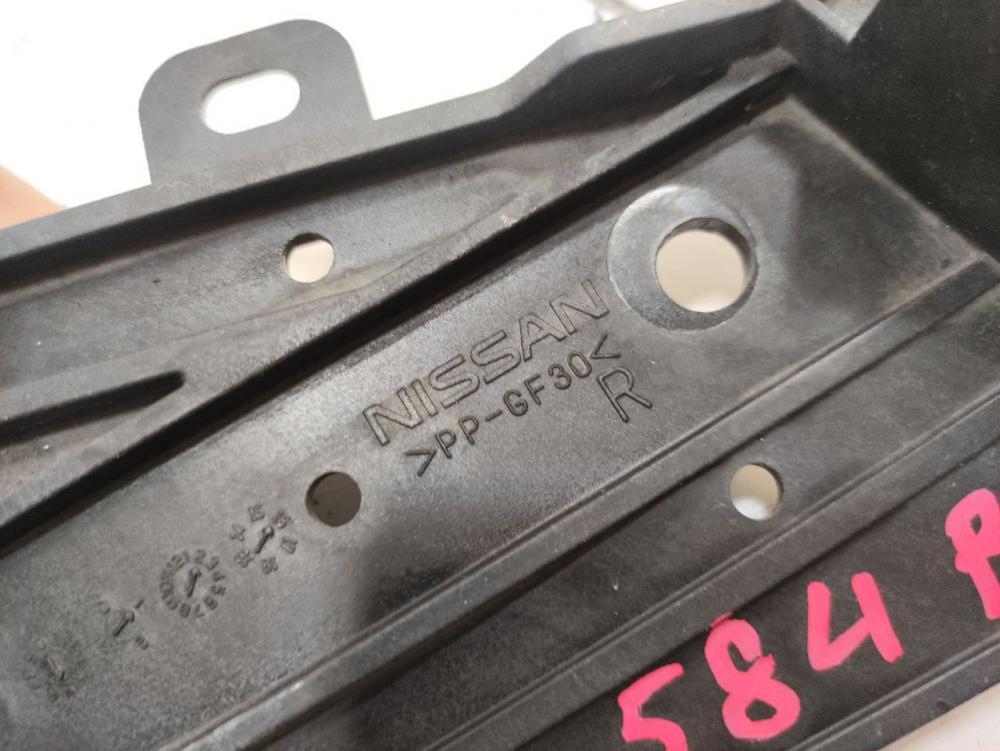 NISSAN
>PP-GF30<
R
584 R